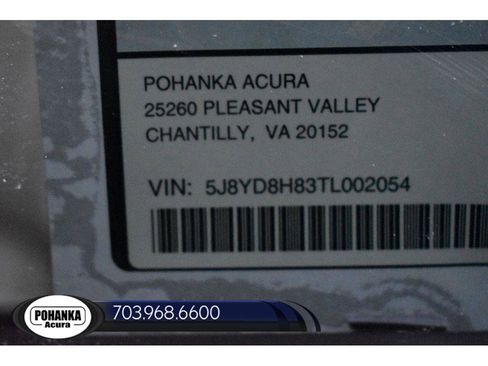 POHANKA ACURA
25260 PLEASANT VALLEY
CHANTILLY, VA 20152
VIN: 5J8YD8H83TL002054
POHANKA
Acura
703.968.6600